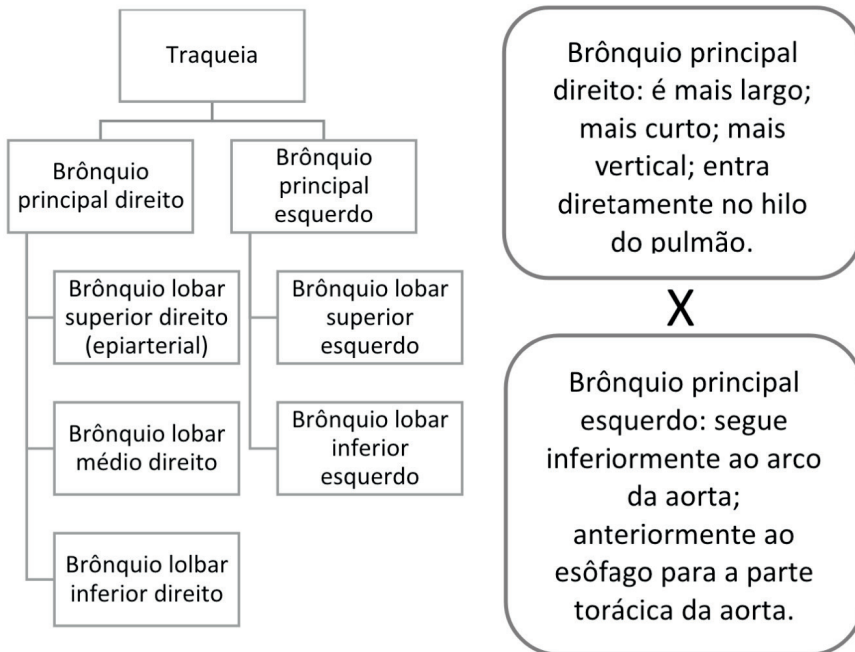 Traqueia
Brônquio
principal direito
Brônquio lobar
superior direito
(epiarterial)
Brônquio lobar
médio direito
Brônquio lolbar
inferior direito
Brônquio
principal
esquerdo
Brônquio lobar
superior
esquerdo
Brônquio lobar
inferior
esquerdo
Brônquio principal
direito: é mais largo;
mais curto; mais
vertical; entra
diretamente no hilo
do pulmão.
X
Brônquio principal
esquerdo: segue
inferiormente ao arco
da aorta;
anteriormente ao
esôfago para a parte
torácica da aorta.